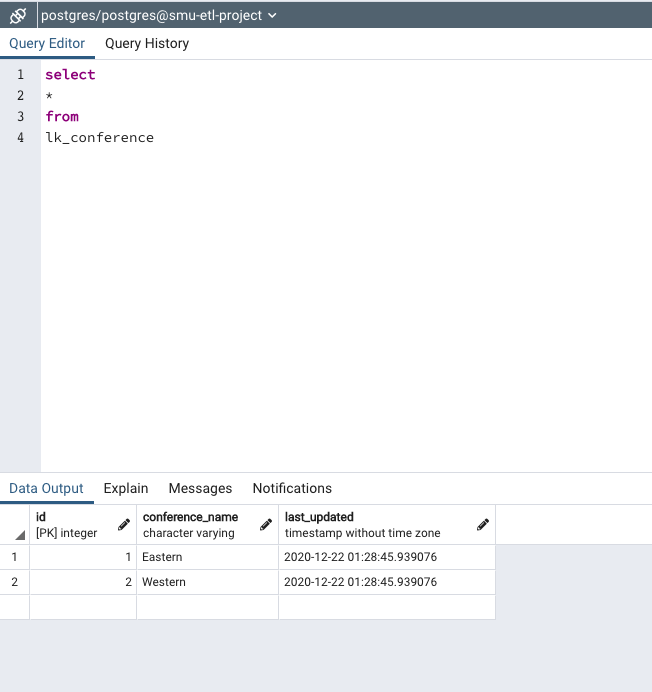 postgres/postgres@smu-etl-project
Query Editor Query History
1 select
2 *
3 from
4 lk_conference
Data Output Explain Messages Notifications
id conference_name last_updated
[PK] integer character varying timestamp without time zone
1 1 Eastern 2020-12-22 01:28:45.939076
2 2 Western 2020-12-22 01:28:45.939076